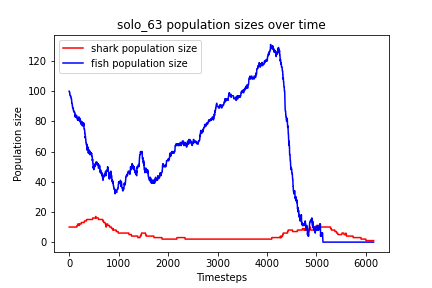 solo_63 population sizes over time
shark population size
fish population size
Population size
120
100
80
60
40
20
0
0 1000 2000 3000 4000 5000 6000
Timesteps